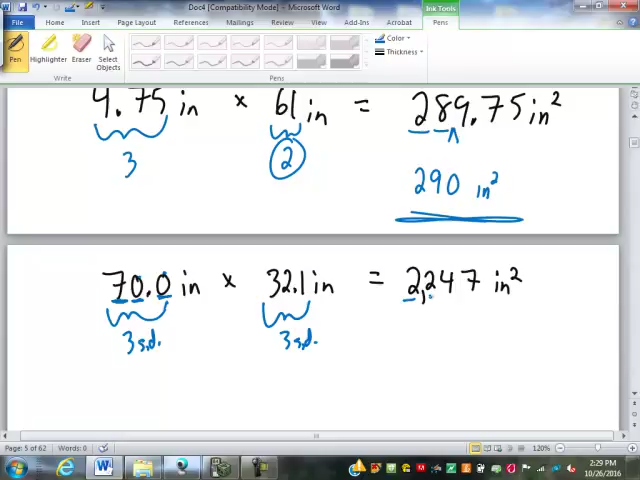 Doc4 [Compatibility Mode] - Microsoft Word
Ink Tools
File Home Insert Page Layout References Mailings Review View Add-Ins Acrobat Pens
Pen Highlighter Eraser Select Objects
Color
Thickness
Write Pens
4.75 in × 61 in = 289.75 in²
3 2
290 in²
70.0 in × 32.1 in = 2,247 in²
3 s.d. 3 s.d.
Page: 5 of 62 Words: 0 120%
2:29 PM
10/26/2016